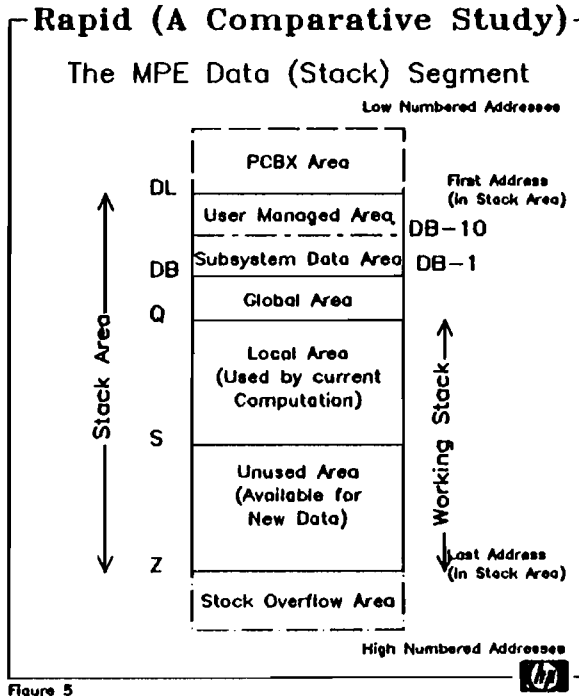 Rapid (A Comparative Study)
The MPE Data (Stack) Segment
Low Numbered Addresses
PCBX Area
DL
First Address
(in Stack Area)
User Managed Area
DB-10
Subsystem Data Area
DB-1
DB
Global Area
Q
Stack Area
Local Area
(Used by current
Computation)
Working Stack
S
Unused Area
(Available for
New Data)
Z
Last Address
(in Stack Area)
Stack Overflow Area
High Numbered Addresses
hp
Figure 5